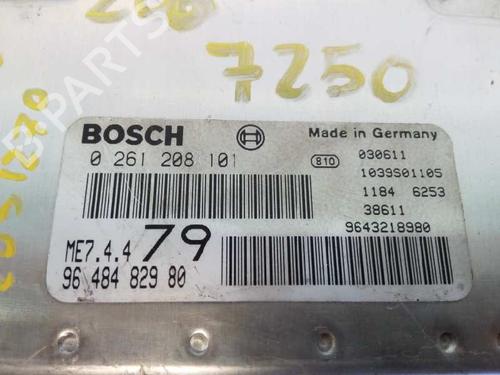 7250
BOSCH
Made in Germany
0 261 208 101
810
030611
1039S01105
1184 6253
38611
9643218980
ME7.4.4 79
96 484 829 80
B PARTS